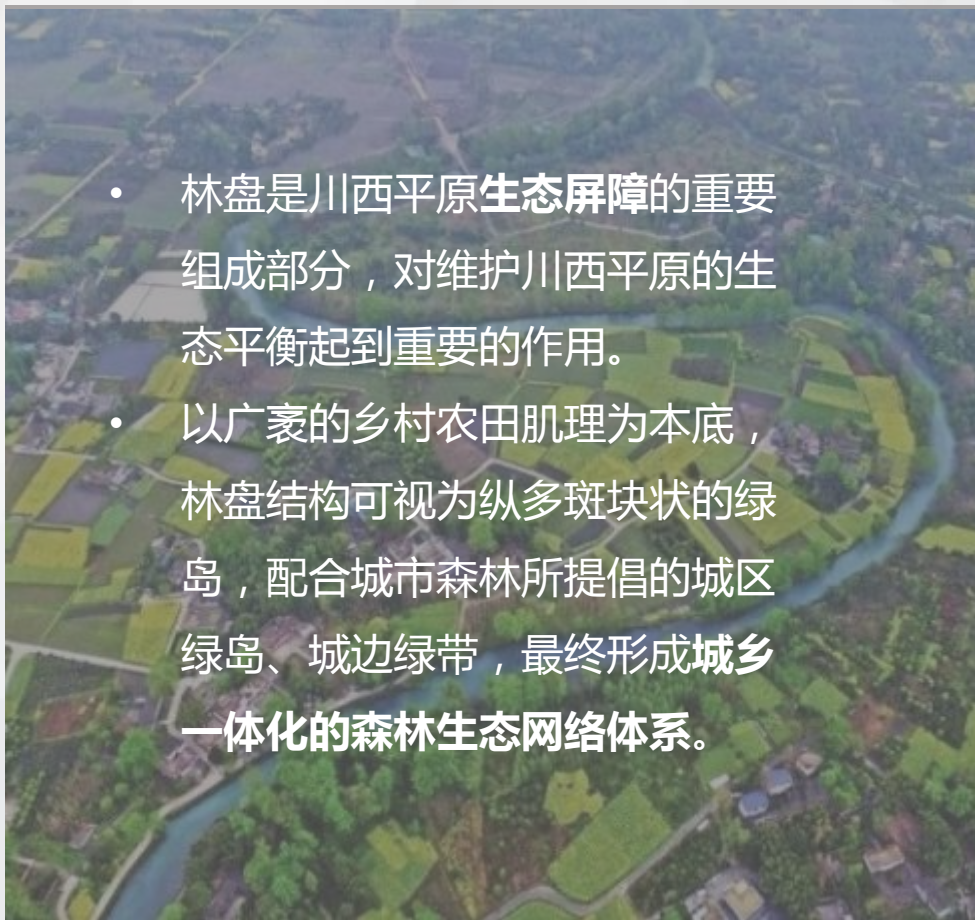 • 林盘是川西平原生态屏障的重要
组成部分，对维护川西平原的生
态平衡起到重要的作用。
• 以广袤的乡村农田肌理为本底，
林盘结构可视为纵多斑块状的绿
岛，配合城市森林所提倡的城区
绿岛、城边绿带，最终形成城乡
一体化的森林生态网络体系。